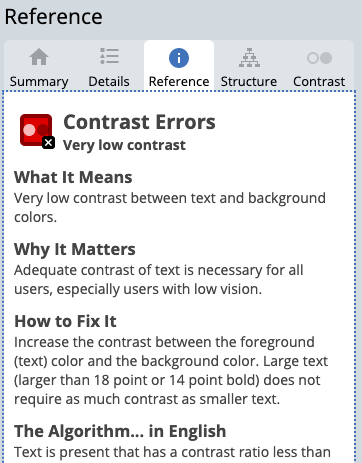 Reference
Summary Details Reference Structure Contrast
Contrast Errors
Very low contrast
What It Means
Very low contrast between text and background
colors.
Why It Matters
Adequate contrast of text is necessary for all
users, especially users with low vision.
How to Fix It
Increase the contrast between the foreground
(text) color and the background color. Large text
(larger than 18 point or 14 point bold) does not
require as much contrast as smaller text.
The Algorithm... in English
Text is present that has a contrast ratio less than